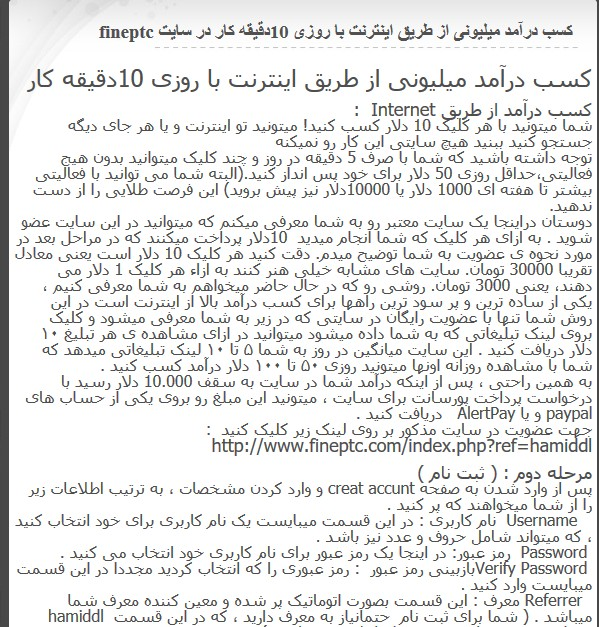 کسب درآمد میلیونی از طریق اینترنت با روزی 10دقیقه کار در سایت fineptc
کسب درآمد میلیونی از طریق اینترنت با روزی 10دقیقه کار
کسب درآمد از طریق Internet :
شما میتونید با هر کلیک 10 دلار کسب کنید! میتونید تو اینترنت و یا هر جای دیگه
جستجو کنید ببنید هیچ سایتی این کار رو نمیکنه
توجه داشته باشید که شما با صرف 5 دقیقه در روز و چند کلیک میتوانید بدون هیج
فعالیتی،حداقل روزی 50 دلار برای خود پس انداز کنید.(البته شما می توانید با فعالیتی
بیشتر تا هفته ای 1000 دلار یا 10000دلار نیز پیش بروید) این فرصت طلایی را از دست
ندهید.
دوستان دراینجا یک سایت معتبر رو به شما معرفی میکنم که میتوانید در این سایت عضو
شوید . به ازای هر کلیک که شما انجام میدید 10دلار پرداخت میکنند که در مراحل بعد در
مورد نحوه ی عضویت به شما توضیح میدم. دقت کنید هر کلیک 10 دلار است یعنی معادل
تقریبا 30000 تومان. سایت های مشابه خیلی هنر کنند به ازاء هر کلیک 1 دلار می
دهند، یعنی 3000 تومان. روشی رو که در حال حاضر میخواهم به شما معرفی کنیم ،
یکی از ساده ترین و پر سود ترین راهها برای کسب درآمد بالا از اینترنت است در این
روش شما تنها با عضویت رایگان در سایتی که در زیر به شما معرفی میشود و کلیک
بروی لینک تبلیغاتی که به شما داده میشود میتوانید در ازای مشاهده ی هر تبلیغ ۱۰
دلار دریافت کنید . این سایت میانگین در روز به شما ۵ تا ۱۰ لینک تبلیغاتی میدهد که
شما با مشاهده روزانه اونها میتونید روزی ۵۰ تا ۱۰۰ دلار درآمد کسب کنید .
به همین راحتی ، پس از اینکه درآمد شما در سایت به سقف 10.000 دلار رسید با
درخواست پرداخت پورسانت برای سایت ، میتونید این مبلغ رو بروی یکی از حساب های
paypal و یا AlertPay دریافت کنید .
جهت عضویت در سایت مذکور بر روی لینک زیر کلیک کنید :
http://www.fineptc.com/index.php?ref=hamiddl
مرحله دوم : ( ثبت نام )
پس از وارد شدن به صفحه creat accunt و وارد کردن مشخصات ، به ترتیب اطلاعات زیر
را از شما میخواهند که پر کنید .
Username نام کاربری : در این قسمت میبایست یک نام کاربری برای خود انتخاب کنید
، که میتواند شامل حروف و عدد نیز باشد .
Password رمز عبور: در اینجا یک رمز عبور برای نام کاربری خود انتخاب می کنید .
Verify Passwordبازبینی رمز عبور : رمز عبوری را که انتخاب کردید مجددا در این قسمت
میبایست وارد کنید .
Referrer معرف : این قسمت بصورت اتوماتیک پر شده و معین کننده معرف شما
میباشد . ( شما برای ثبت نام حتمانیاز به معرف دارید ، که در این قسمت hamiddl